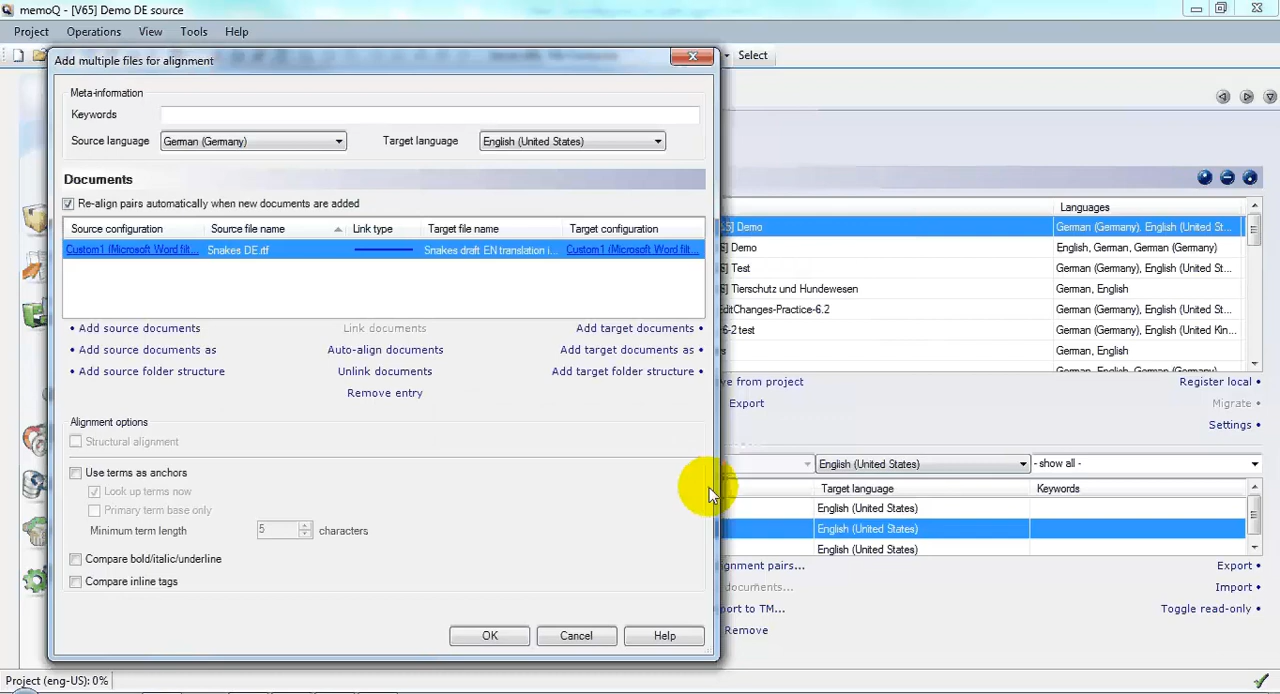 memoQ - [V65] Demo DE source
Project Operations View Tools Help
Add multiple files for alignment
Select
Meta-information
Keywords
Source language German (Germany) Target language English (United States)
Documents
Re-align pairs automatically when new documents are added
Source configuration Source file name Link type Target file name Target configuration
Custom1 (Microsoft Word filt... Snakes DE.rtf Snakes draft EN translation i... Custom1 (Microsoft Word filt...
• Add source documents Link documents Add target documents •
• Add source documents as Auto-align documents Add target documents as •
• Add source folder structure Unlink documents Add target folder structure •
Remove entry
Alignment options
Structural alignment
Use terms as anchors
Look up terms now
Primary term base only
Minimum term length 5 characters
Compare bold/italic/underline
Compare inline tags
OK Cancel Help
Languages
Demo German (Germany), English (United St...
] Demo English, German, German (Germany)
] Test German (Germany), English (United St...
] Tierschutz und Hundewesen German, English
ditChanges-Practice-6.2 German (Germany), English (United St...
6-2 test German (Germany), English (United Kin...
German, English
ve from project Register local •
Export Migrate •
Settings •
English (United States) - show all -
Target language Keywords
English (United States)
English (United States)
English (United States)
gnment pairs... Export •
documents... Import •
port to TM... Toggle read-only •
Remove
Project (eng-US): 0%